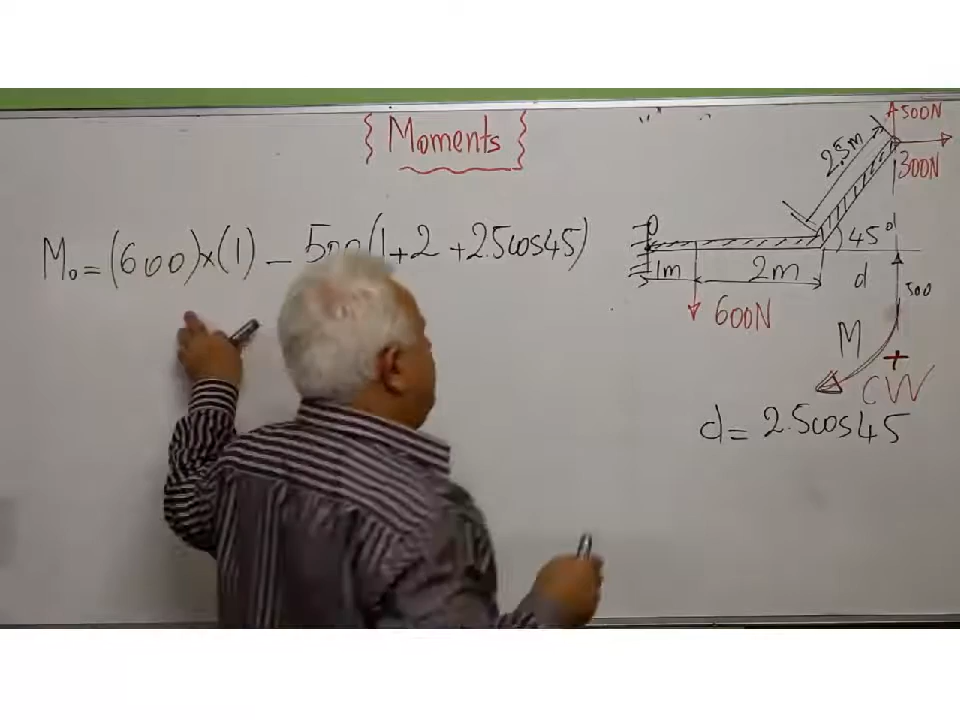 Moments
M₀ = (600)×(1) - 500(1+2+2.5cos45)
500N
2.5m
300N
O
45°
d
1m
2m
d
500
600N
M
+
CW
d = 2.5cos45